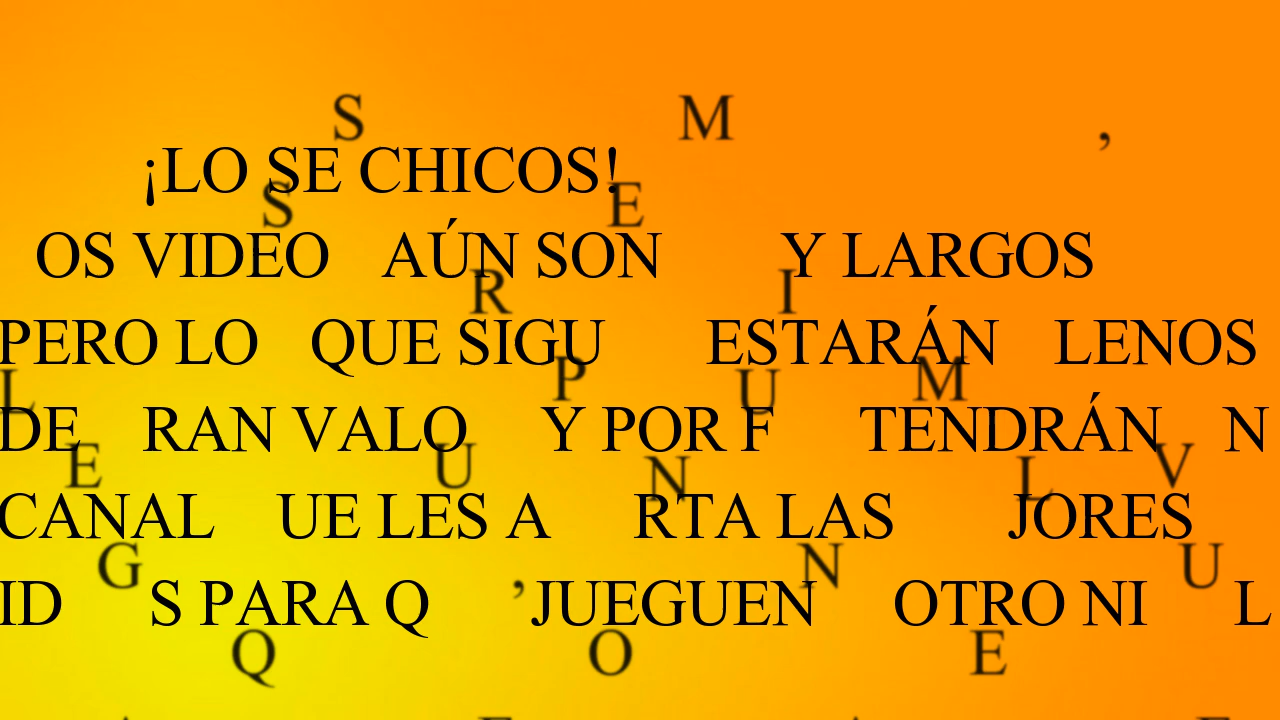 ¡LO SE CHICOS!
OS VIDEO AÚN SON Y LARGOS
PERO LO QUE SIGU ESTARÁN LENOS
DE RAN VALO Y POR F TENDRÁN N
CANAL UE LES A RTA LAS JORES
ID S PARA Q JUEGUEN OTRO NI L